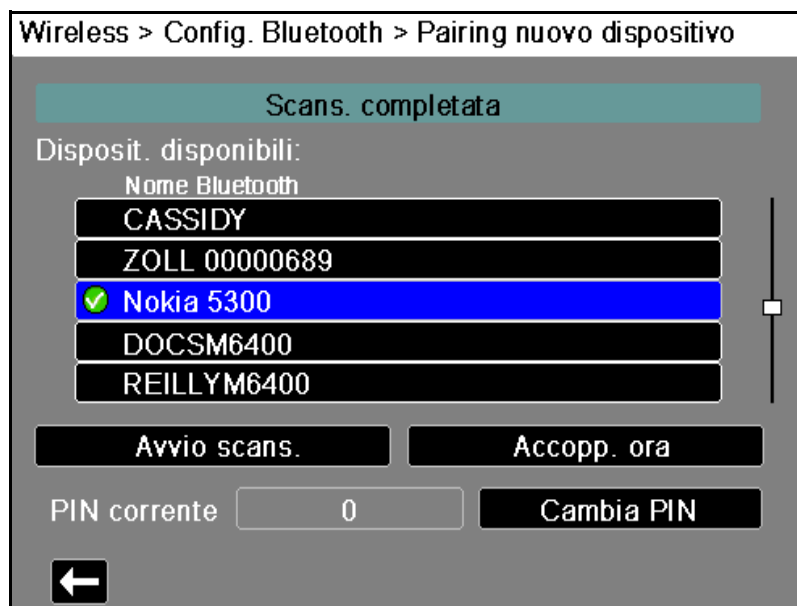 Wireless > Config. Bluetooth > Pairing nuovo dispositivo
Scans. completata
Disposit. disponibili:
Nome Bluetooth
CASSIDY
ZOLL 00000689
Nokia 5300
DOCSM6400
REILLYM6400
Avvio scans. Accopp. ora
PIN corrente 0 Cambia PIN